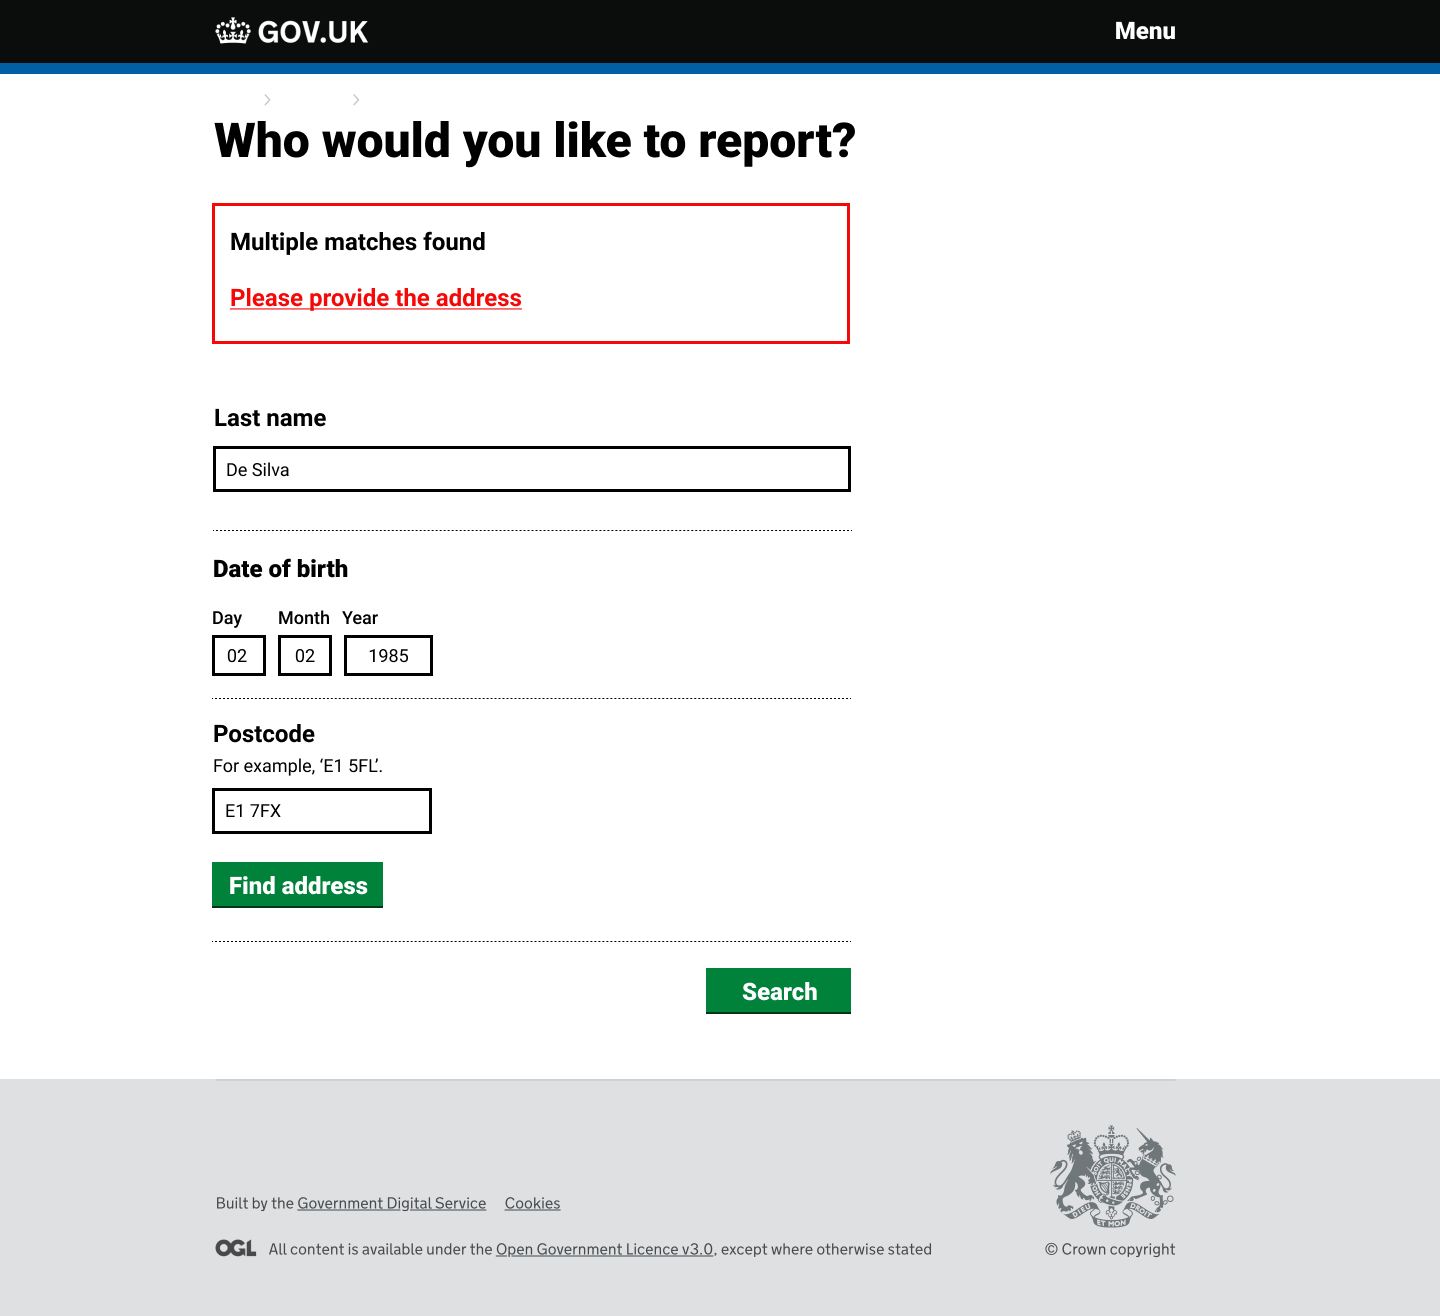 GOV.UK
Menu
Who would you like to report?
Multiple matches found
Please provide the address
Last name
De Silva
Date of birth
Day Month Year
02 02 1985
Postcode
For example, ‘E1 5FL’.
E1 7FX
Find address
Search
Built by the Government Digital Service Cookies
OGL All content is available under the Open Government Licence v3.0, except where otherwise stated
© Crown copyright